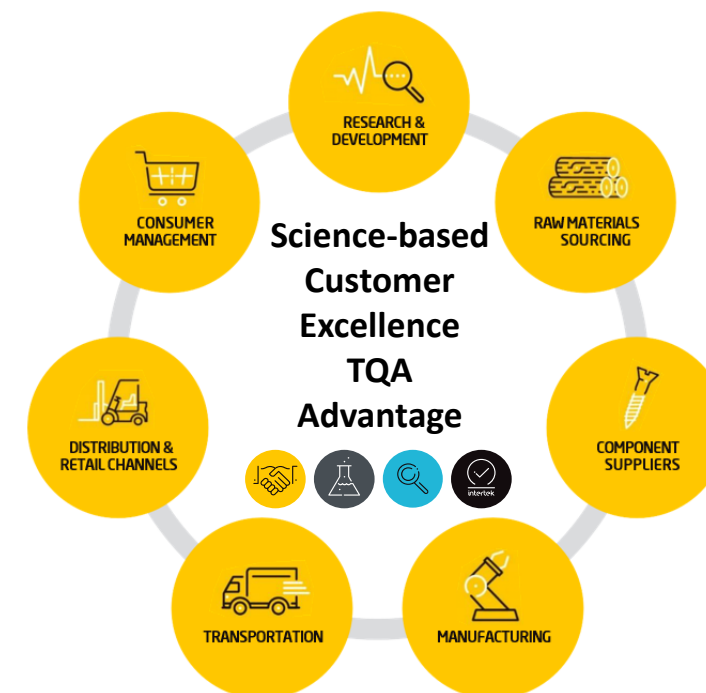 RESEARCH &
DEVELOPMENT
RAW MATERIALS
SOURCING
COMPONENT
SUPPLIERS
MANUFACTURING
TRANSPORTATION
DISTRIBUTION &
RETAIL CHANNELS
CONSUMER
MANAGEMENT
Science-based
Customer
Excellence
TQA
Advantage
intertek